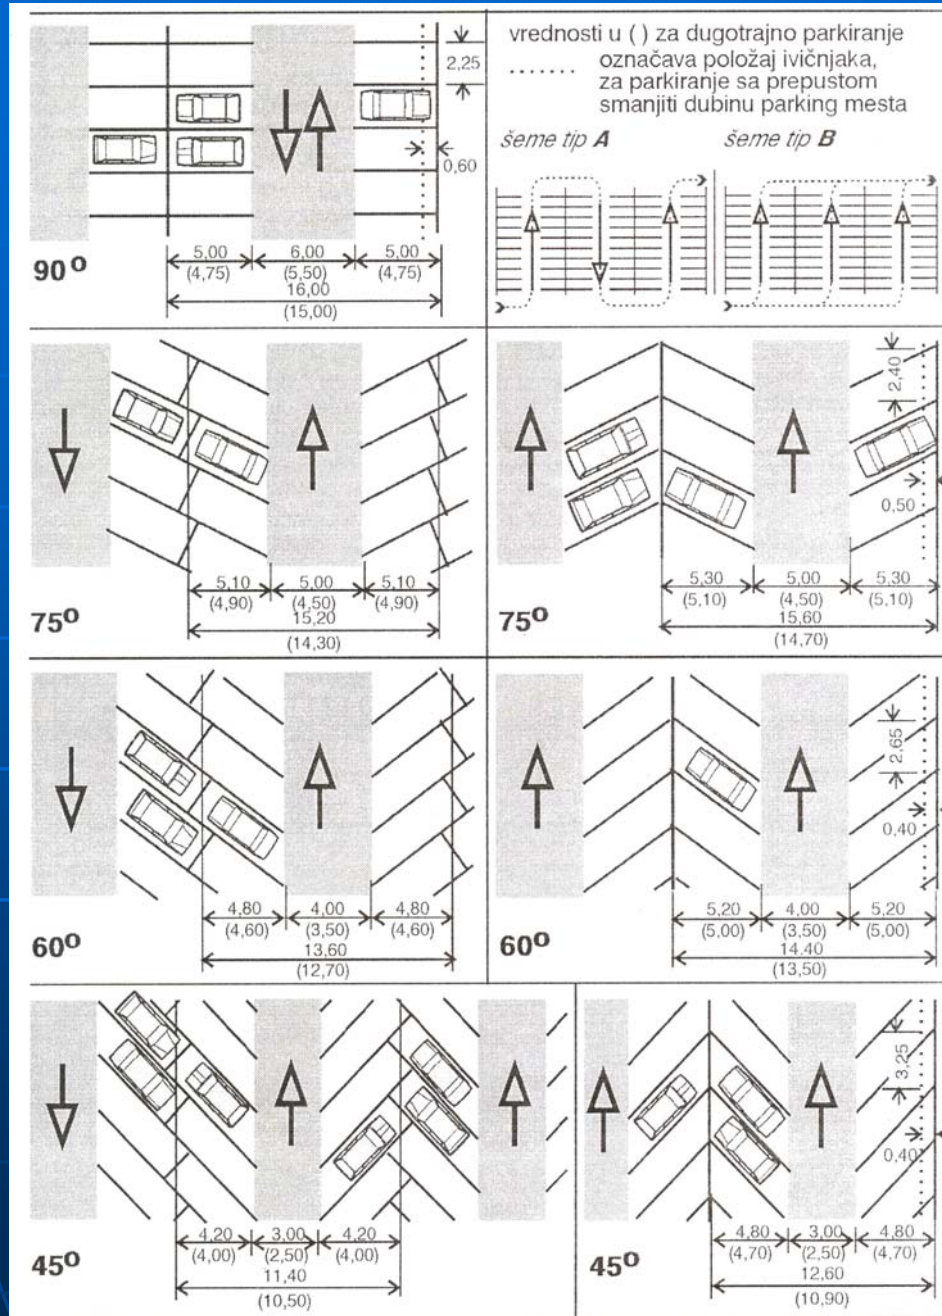 2,25
0,60
5,00 6,00 5,00
(4,75) (5,50) (4,75)
16,00
(15,00)
90º
vrednosti u ( ) za dugotrajno parkiranje
...... označava položaj ivičnjaka,
za parkiranje sa prepustom
smanjiti dubinu parking mesta
šeme tip A šeme tip B
5,10 5,00 5,10
(4,90) (4,50) (4,90)
15,20
(14,30)
75º
2,40
0,50
5,30 5,00 5,30
(5,10) (4,50) (5,10)
15,60
(14,70)
75º
4,80 4,00 4,80
(4,60) (3,50) (4,60)
13,60
(12,70)
60º
2,65
0,40
5,20 4,00 5,20
(5,00) (3,50) (5,00)
14,40
(13,50)
60º
4,20 3,00 4,20
(4,00) (2,50) (4,00)
11,40
(10,50)
45º
3,25
0,40
4,80 3,00 4,80
(4,70) (2,50) (4,70)
12,60
(10,90)
45º